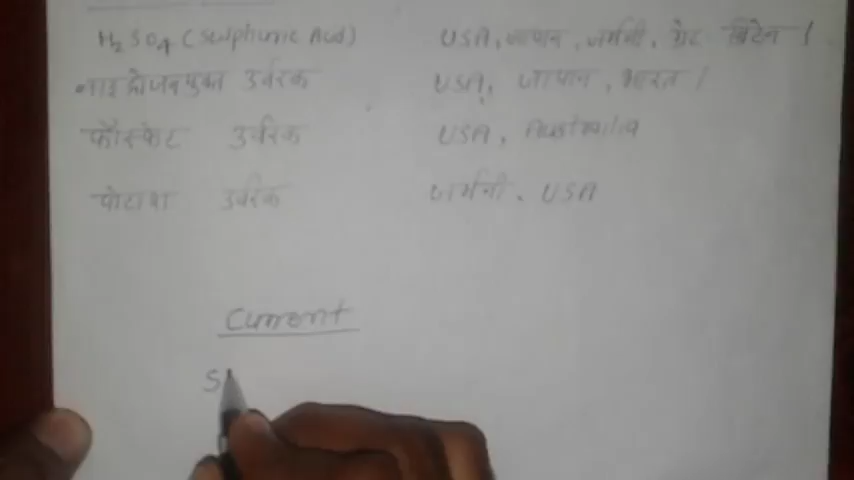 H₂SO₄ (Sulphuric Acid) USA, जापान, जर्मनी, ग्रेट ब्रिटेन।
नाइट्रोजनयुक्त उर्वरक USA, जापान, भारत।
फॉस्फेट उर्वरक USA, Australia
पोटाश उर्वरक जर्मनी, USA
Current
S